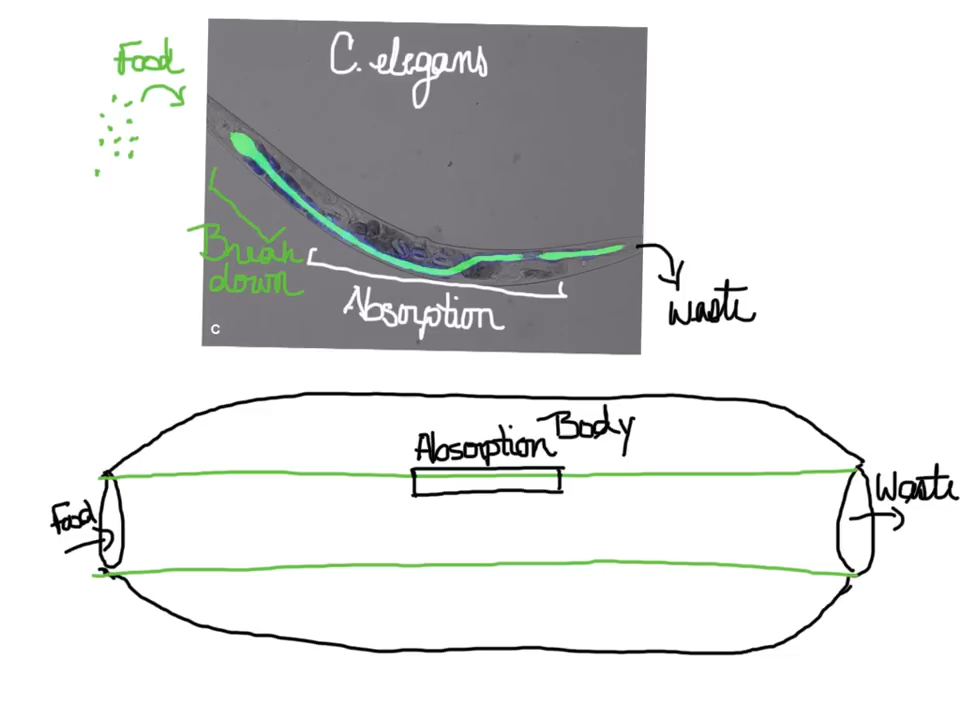 Food
C. elegans
Break
down
Absorption
Waste
C
Body
Absorption
Food
Waste